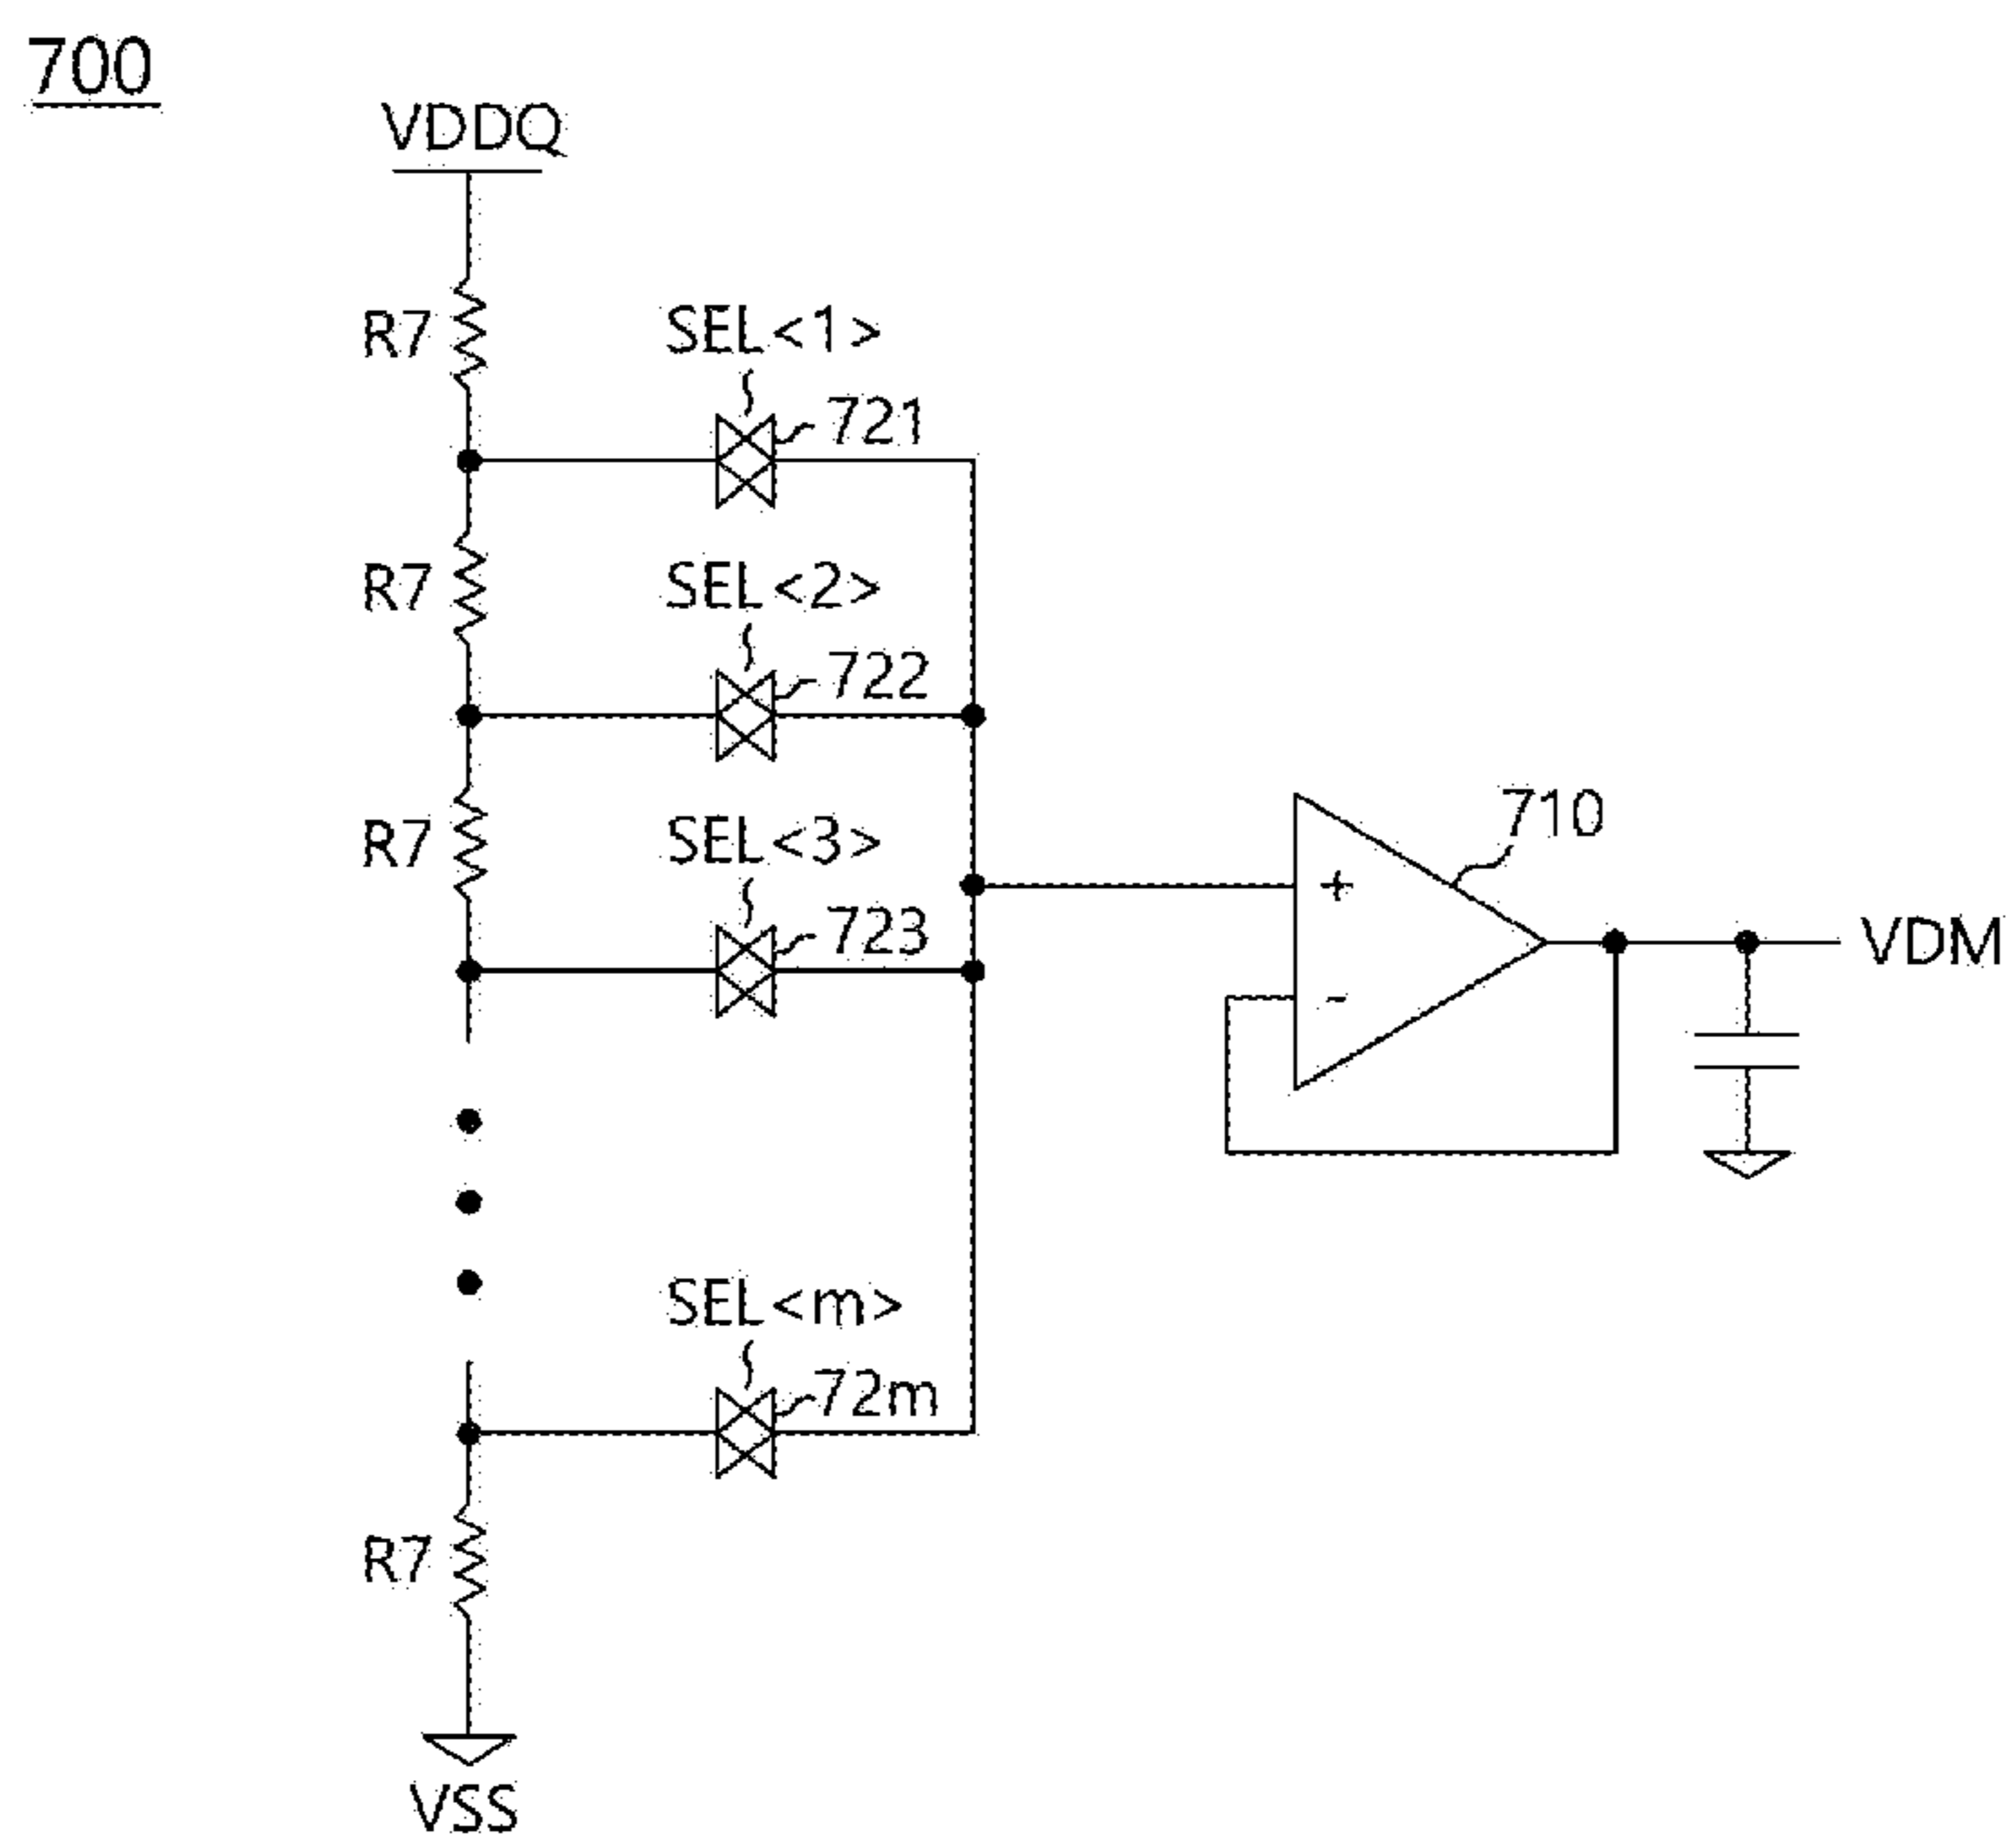 700
VDDQ
R7
SEL<1>
721
R7
SEL<2>
722
R7
SEL<3>
723
710
+
-
VDM
SEL<m>
72m
R7
VSS